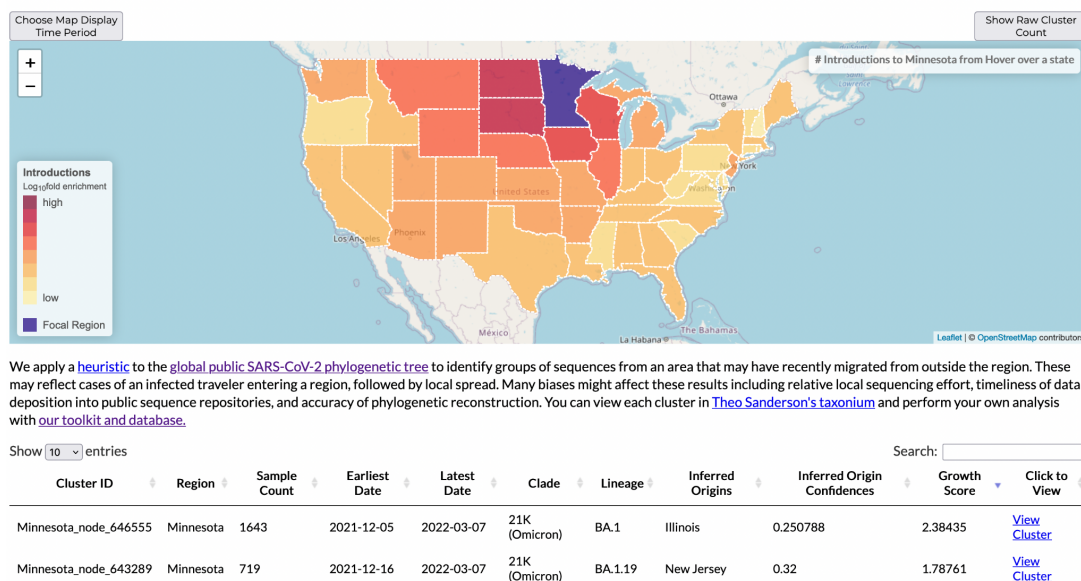 Choose Map Display
Time Period
Show Raw Cluster
Count
+
−
# Introductions to Minnesota from Hover over a state
Ottawa
New York
Washington
United States
Los Angeles
Phoenix
México
La Habana
The Bahamas
Introductions
Log10fold enrichment
high
low
Focal Region
Leaflet | © OpenStreetMap contributor
We apply a heuristic to the global public SARS-CoV-2 phylogenetic tree to identify groups of sequences from an area that may have recently migrated from outside the region. These
may reflect cases of an infected traveler entering a region, followed by local spread. Many biases might affect these results including relative local sequencing effort, timeliness of data
deposition into public sequence repositories, and accuracy of phylogenetic reconstruction. You can view each cluster in Theo Sanderson's taxonium and perform your own analysis
with our toolkit and database.
Show 10 entries
Search:
Cluster ID Region Sample Count Earliest Date Latest Date Clade Lineage Inferred Origins Inferred Origin Confidences Growth Score Click to View
Minnesota_node_646555 Minnesota 1643 2021-12-05 2022-03-07 21K (Omicron) BA.1 Illinois 0.250788 2.38435 View Cluster
Minnesota_node_643289 Minnesota 719 2021-12-16 2022-03-07 21K (Omicron) BA.1.19 New Jersey 0.32 1.78761 View Cluster